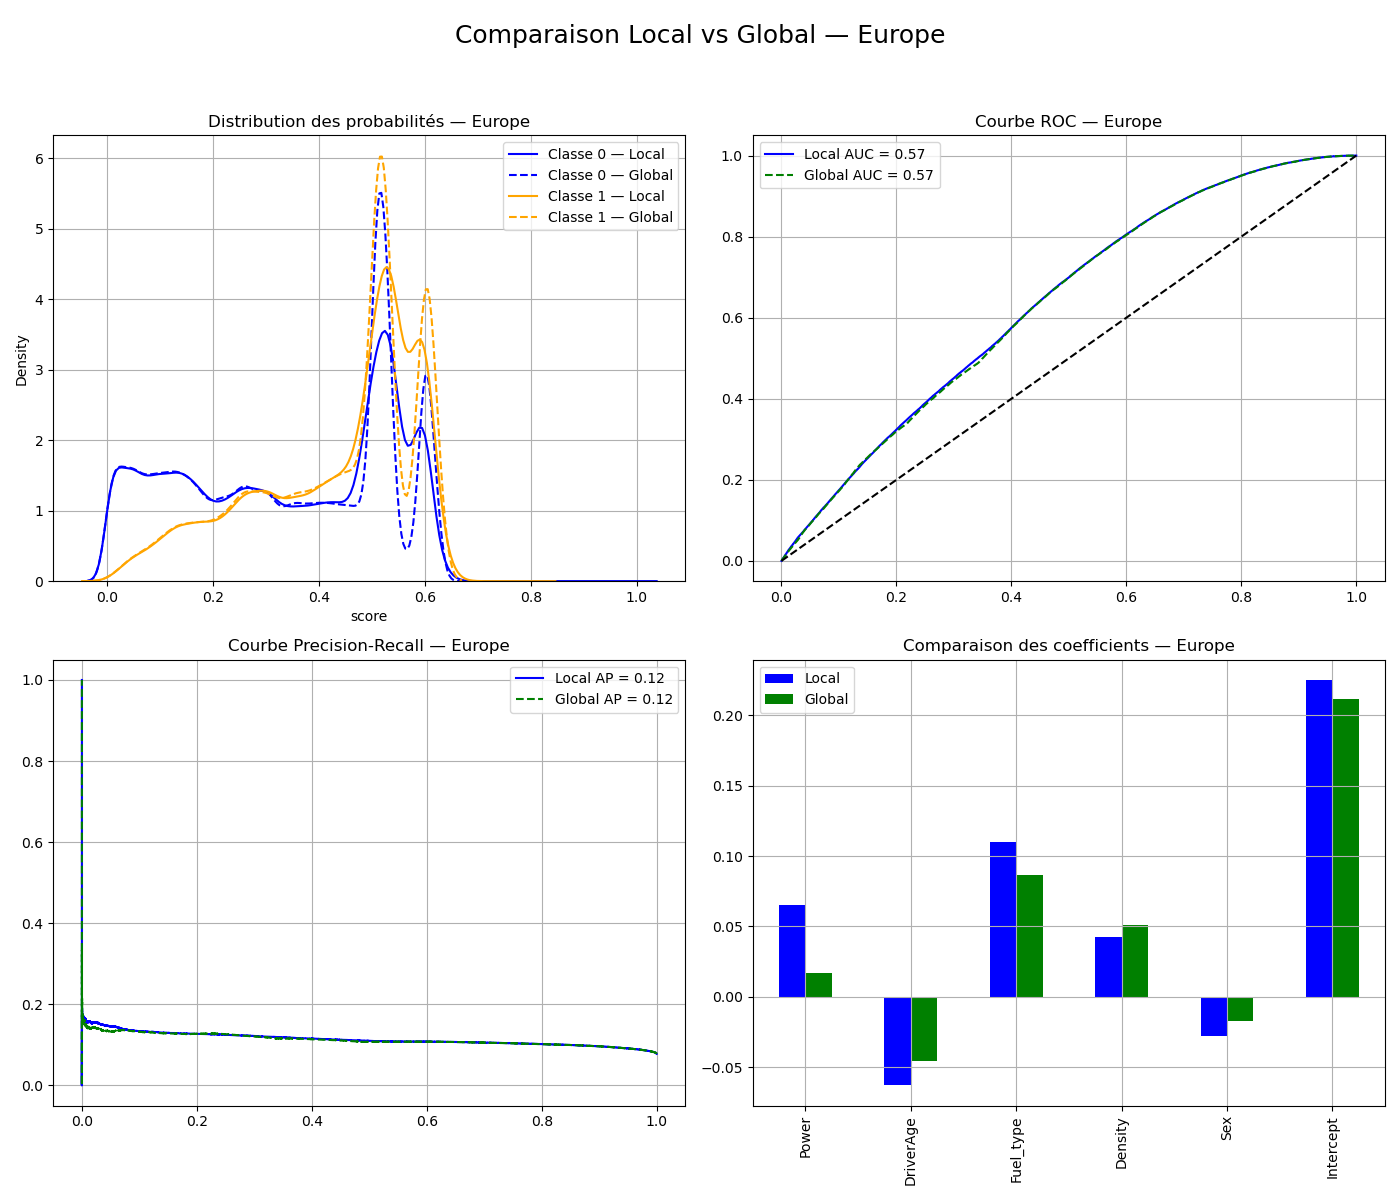 Comparaison Local vs Global — Europe
Distribution des probabilités — Europe
Classe 0 — Local
Classe 0 — Global
Classe 1 — Local
Classe 1 — Global
Density
6
5
4
3
2
1
0
0.0 0.2 0.4 0.6 0.8 1.0
score
Courbe ROC — Europe
Local AUC = 0.57
Global AUC = 0.57
1.0
0.8
0.6
0.4
0.2
0.0
0.0 0.2 0.4 0.6 0.8 1.0
Courbe Precision-Recall — Europe
Local AP = 0.12
Global AP = 0.12
1.0
0.8
0.6
0.4
0.2
0.0
0.0 0.2 0.4 0.6 0.8 1.0
Comparaison des coefficients — Europe
Local
Global
0.20
0.15
0.10
0.05
0.00
−0.05
Power
DriverAge
Fuel_type
Density
Sex
Intercept